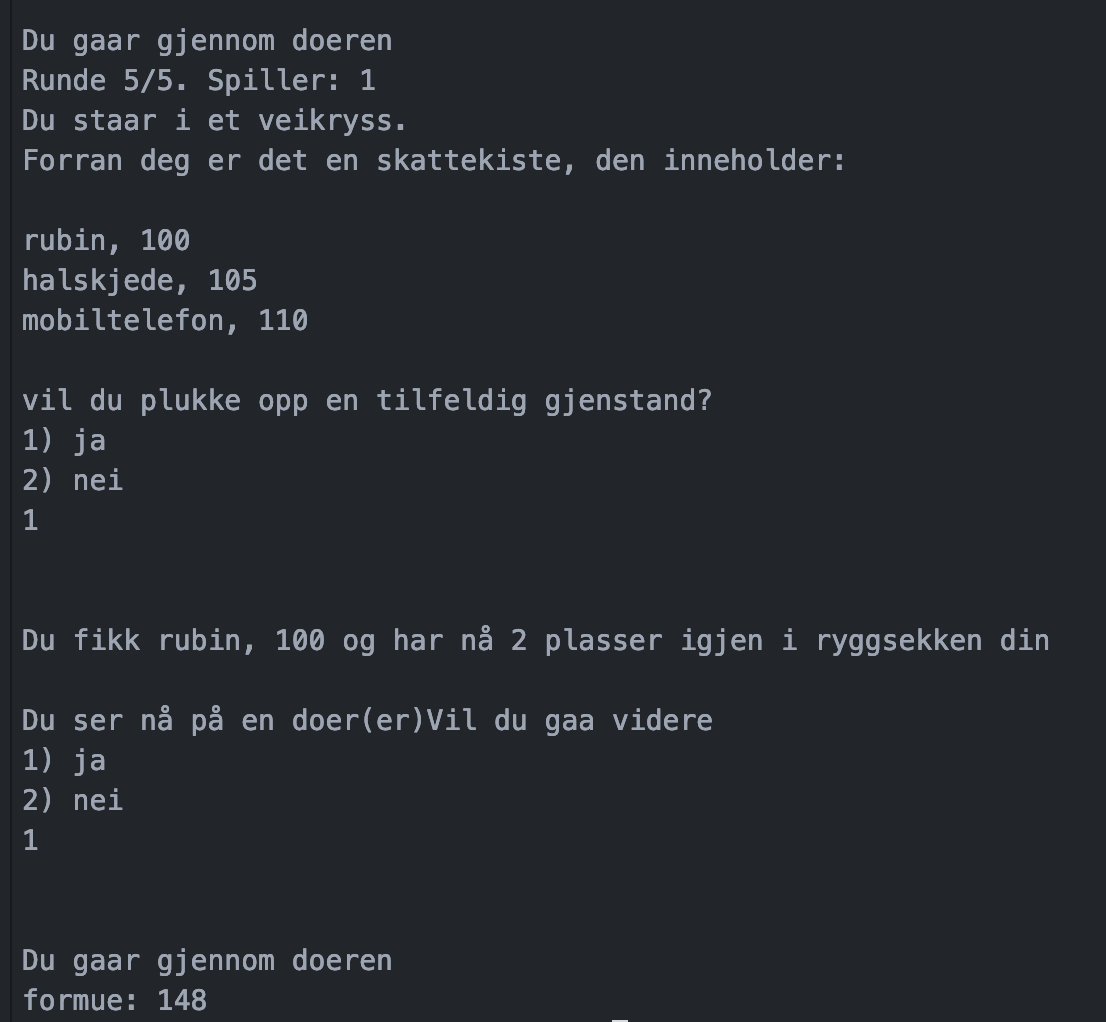 Du gaar gjennom doeren
Runde 5/5. Spiller: 1
Du staar i et veikryss.
Forran deg er det en skattekiste, den inneholder:
rubin, 100
halskjede, 105
mobiltelefon, 110
vil du plukke opp en tilfeldig gjenstand?
1) ja
2) nei
1
Du fikk rubin, 100 og har nå 2 plasser igjen i ryggsekken din
Du ser nå på en doer(er)Vil du gaa videre
1) ja
2) nei
1
Du gaar gjennom doeren
formue: 148